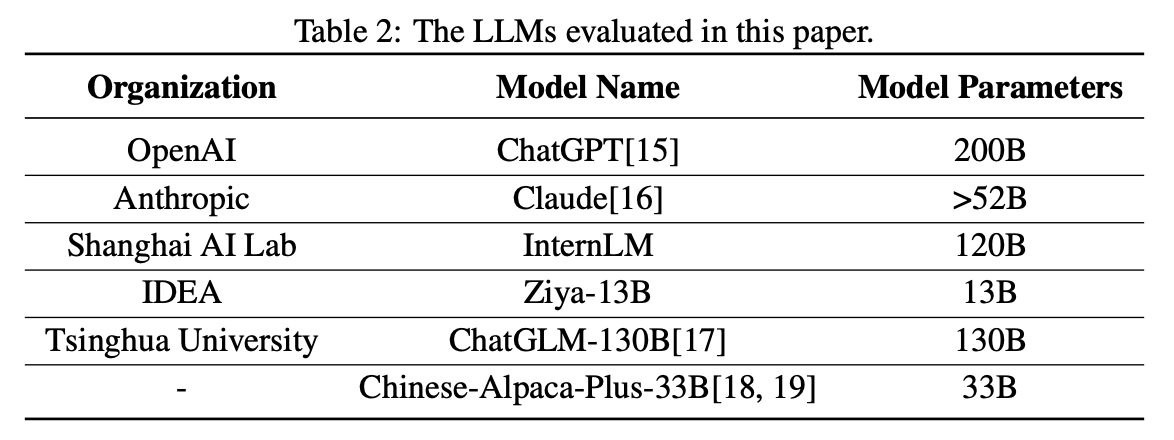 Table 2: The LLMs evaluated in this paper.
Organization Model Name Model Parameters
OpenAI ChatGPT[15] 200B
Anthropic Claude[16] >52B
Shanghai AI Lab InternLM 120B
IDEA Ziya-13B 13B
Tsinghua University ChatGLM-130B[17] 130B
- Chinese-Alpaca-Plus-33B[18, 19] 33B